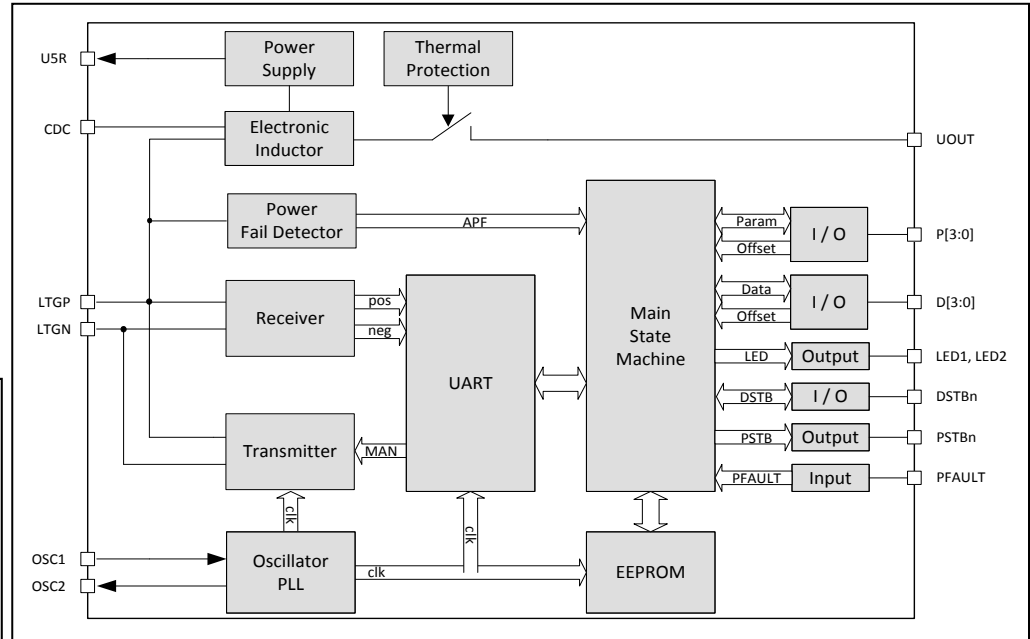 U5R
Power
Supply
Thermal
Protection
CDC
Electronic
Inductor
UOUT
Power
Fail Detector
APF
Main
State
Machine
Param
Offset
I / O
P[3:0]
LTGP
LTGN
Receiver
pos
neg
UART
Data
Offset
I / O
D[3:0]
LED
Output
LED1, LED2
DSTB
I / O
DSTBn
Transmitter
MAN
PSTB
Output
PSTBn
PFAULT
Input
PFAULT
clk
clk
OSC1
OSC2
Oscillator
PLL
clk
EEPROM